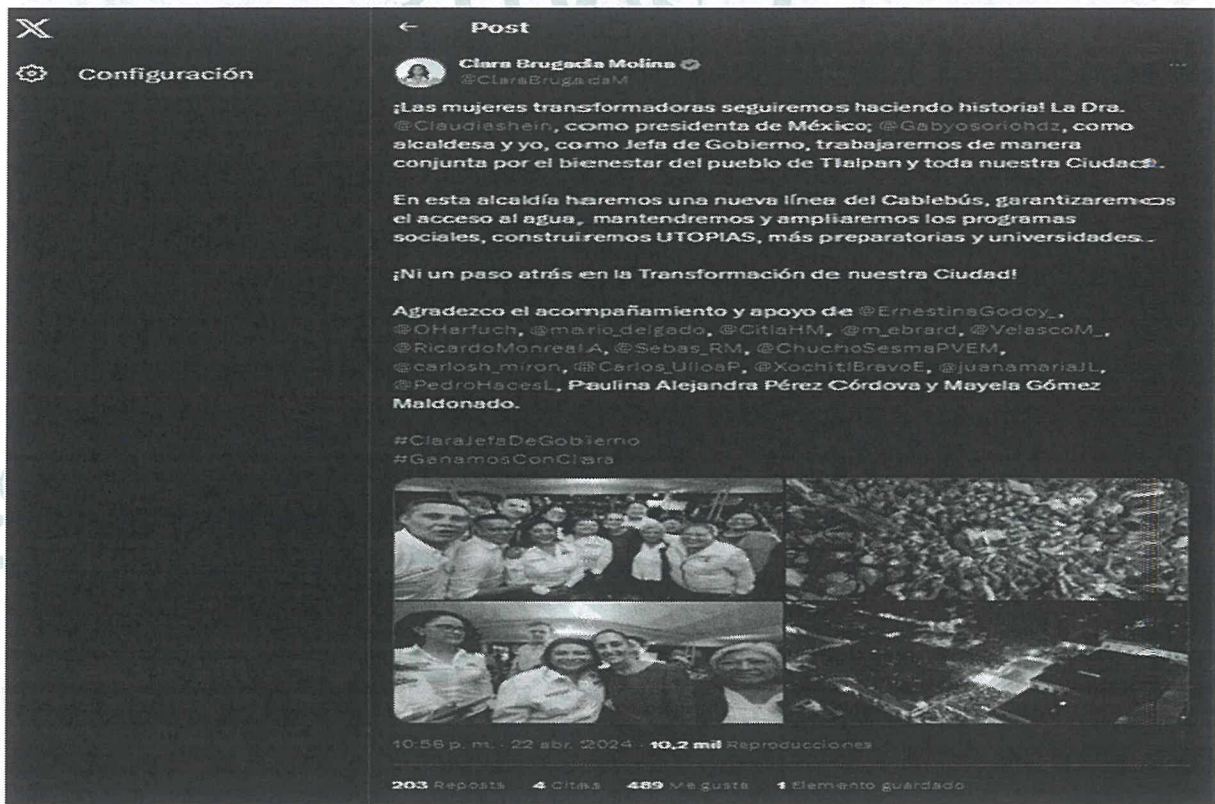 X
← Post
Configuración
Clara Brugada Molina
@ClaraBrugadaM
¡Las mujeres transformadoras seguiremos haciendo historia! La Dra.
@Claudiashein, como presidenta de México; @Gabyosoriohdz, como
alcaldesa y yo, como Jefa de Gobierno, trabajaremos de manera
conjunta por el bienestar del pueblo de Tlalpan y toda nuestra Ciudad.
En esta alcaldía haremos una nueva línea del Cablebús, garantizaremos
el acceso al agua, mantendremos y ampliaremos los programas
sociales, construiremos UTOPIAS, más preparatorias y universidades...
¡Ni un paso atrás en la Transformación de nuestra Ciudad!
Agradezco el acompañamiento y apoyo de @ErnestinaGodoy_,
@OHarfuch, @mario_delgado, @CitlaHM, @m_ebrard, @VelascoM_,
@RicardoMonrealA, @Sebas_RM, @ChuchoSesmaPVEM,
@carlosh_miron, @Carlos_UlloaP, @XochitlBravoE, @juanamariaJL,
@PedroHacesL, Paulina Alejandra Pérez Córdova y Mayela Gómez
Maldonado.
#ClaraJefaDeGobierno
#GanamosConClara
10:56 p. m. · 22 abr. 2024 · 10,2 mil Reproducciones
203 Reposts 4 Citas 489 Me gusta 1 Elemento guardado